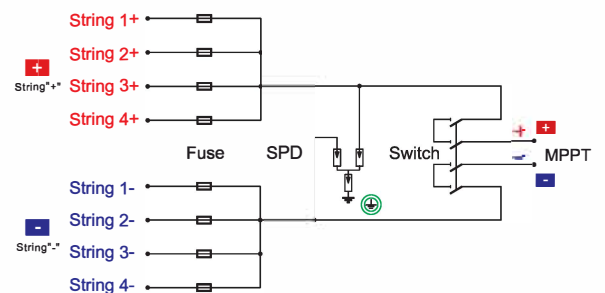 String 1+
String 2+
+
String 3+
String"+"
String 4+
Fuse
SPD
Switch
+ +
MPPT
- -
String 1-
String 2-
-
String 3-
String"-"
String 4-